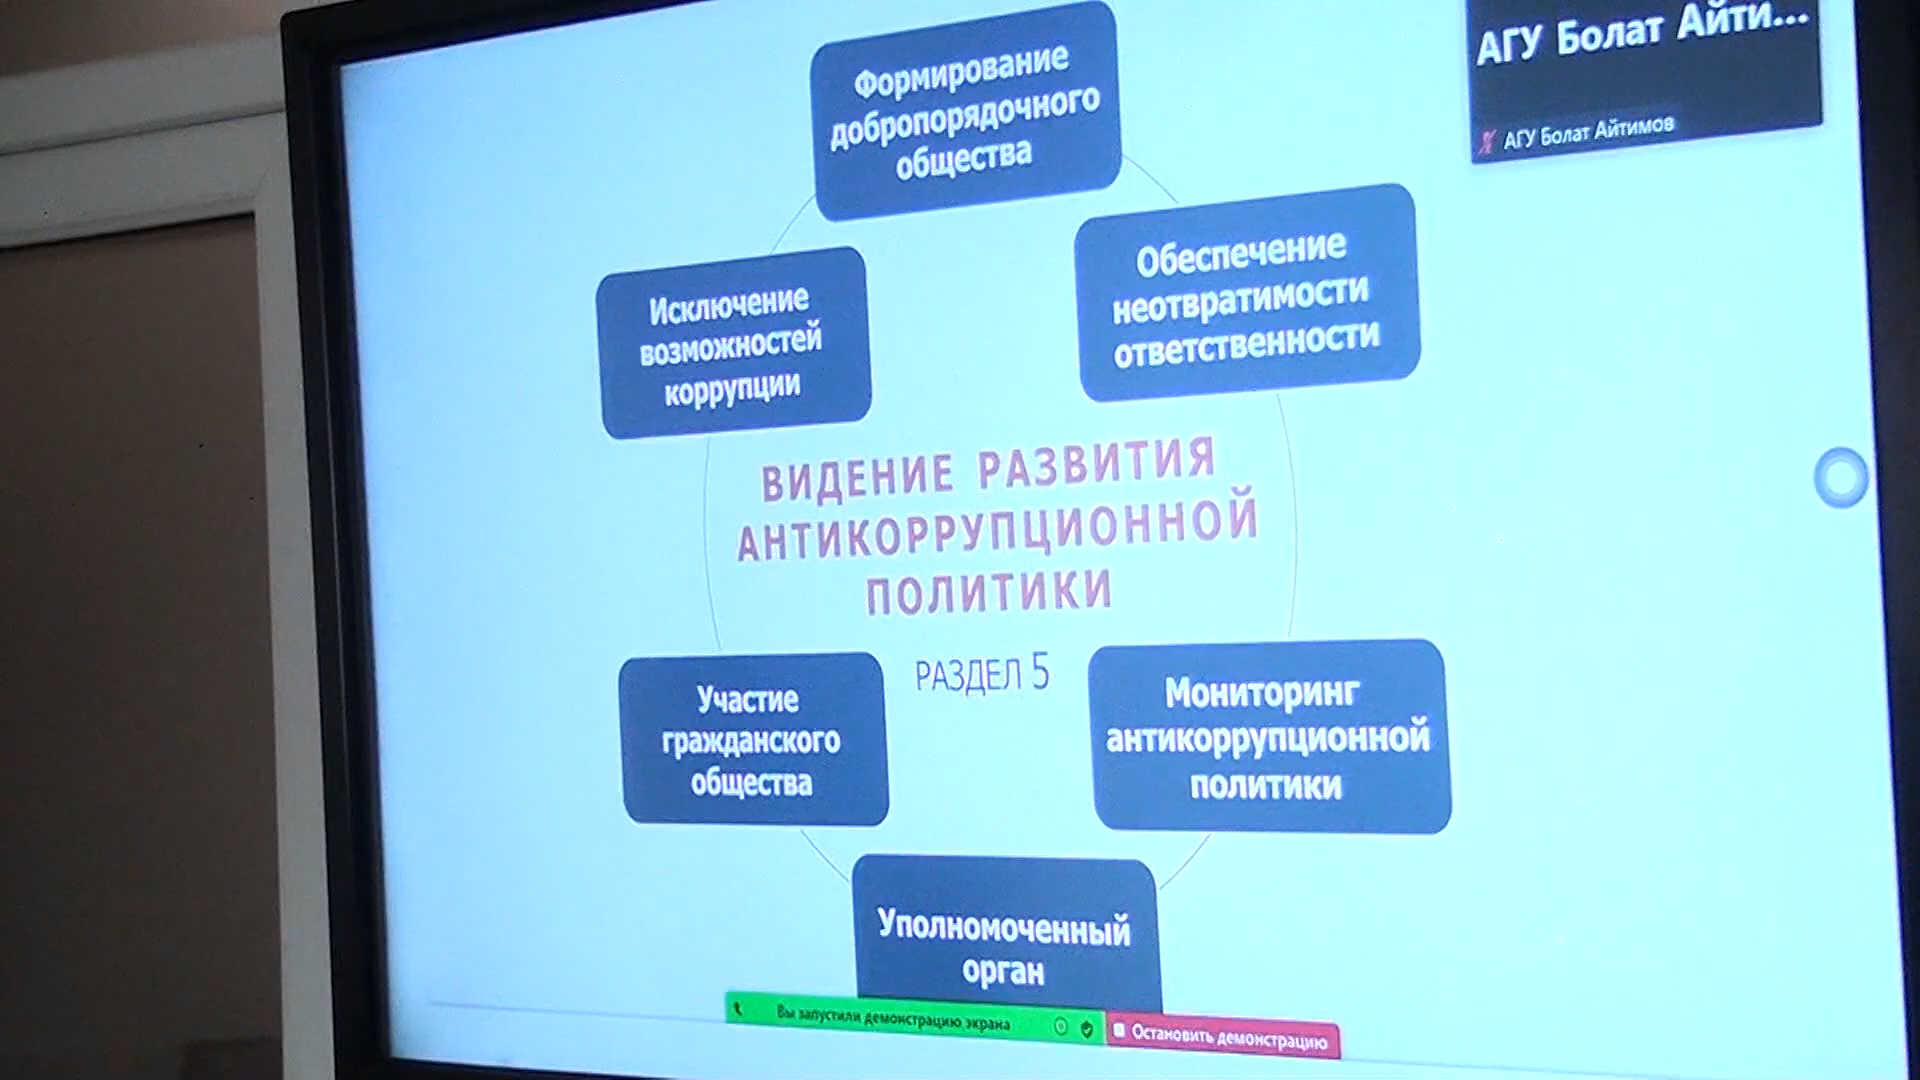 АГУ Болат Айти...
АГУ Болат Айтимов
Формирование
добропорядочного
общества
Обеспечение
неотвратимости
ответственности
Исключение
возможностей
коррупции
ВИДЕНИЕ РАЗВИТИЯ
АНТИКОРРУПЦИОННОЙ
ПОЛИТИКИ
РАЗДЕЛ 5
Участие
гражданского
общества
Мониторинг
антикоррупционной
политики
Уполномоченный
орган
Вы запустили демонстрацию экрана
Остановить демонстрацию